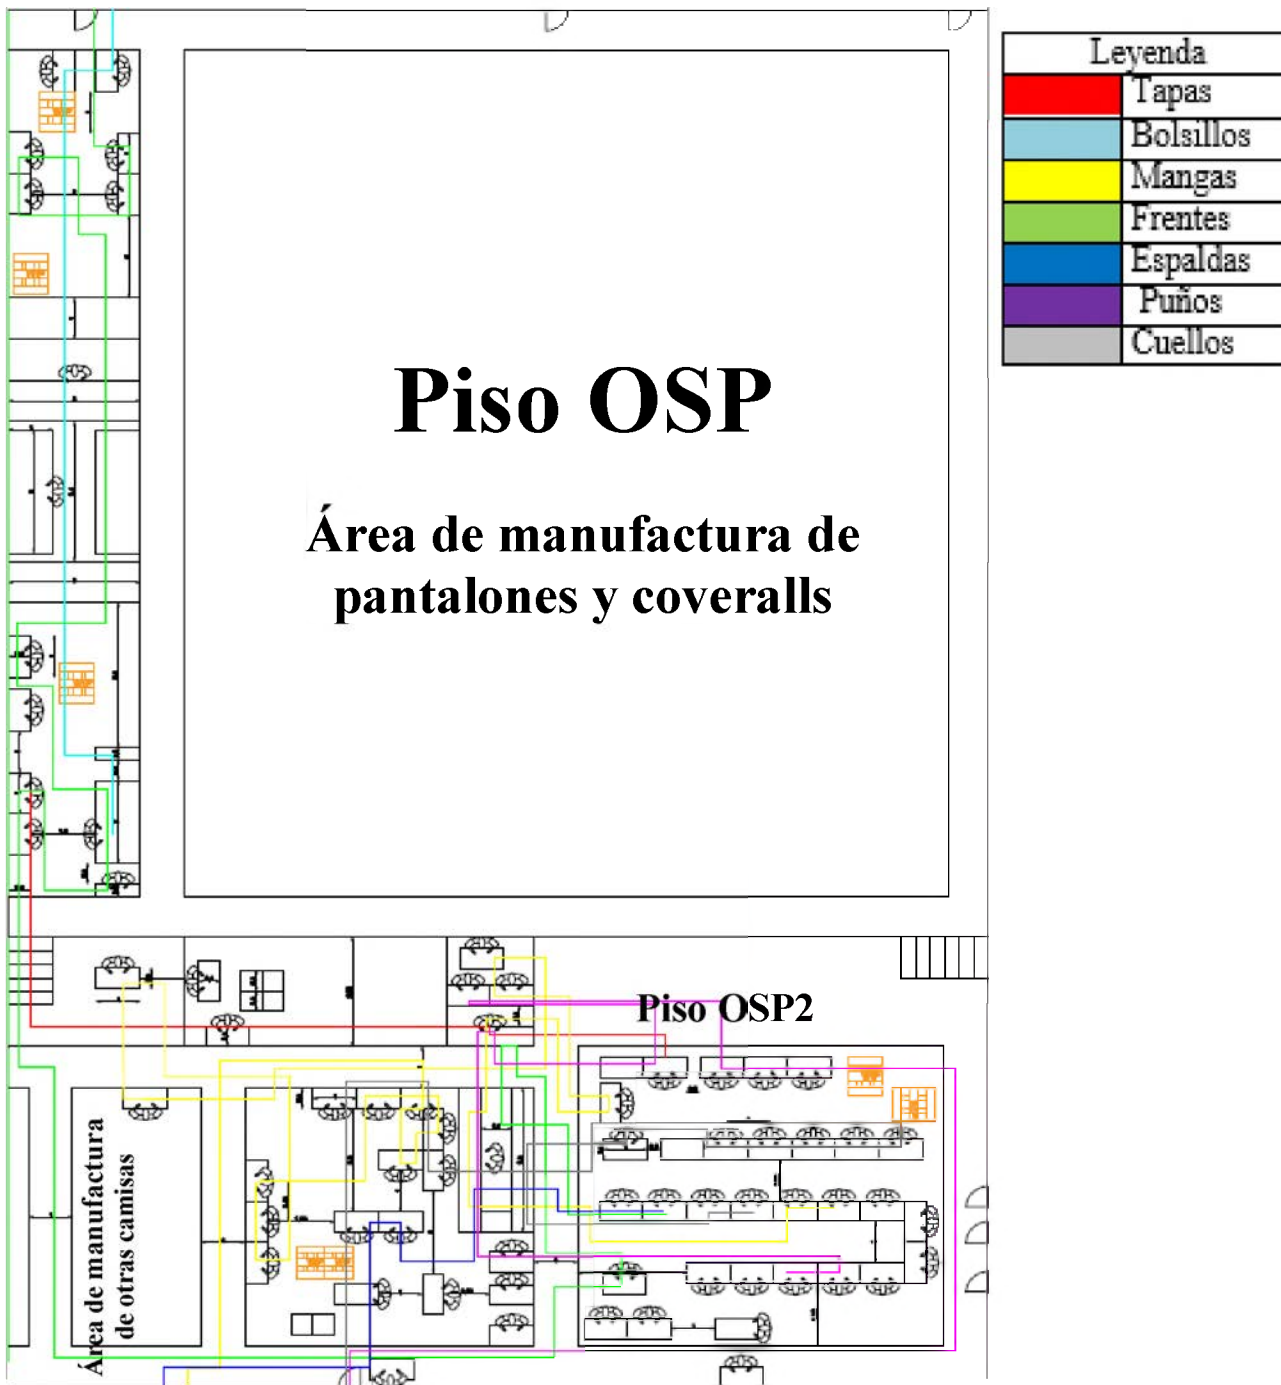 Leyenda
Tapas
Bolsillos
Mangas
Frentes
Espaldas
Puños
Cuellos
Piso OSP
Área de manufactura de
pantalones y coveralls
Piso OSP2
Área de manufactura
de otras camisas